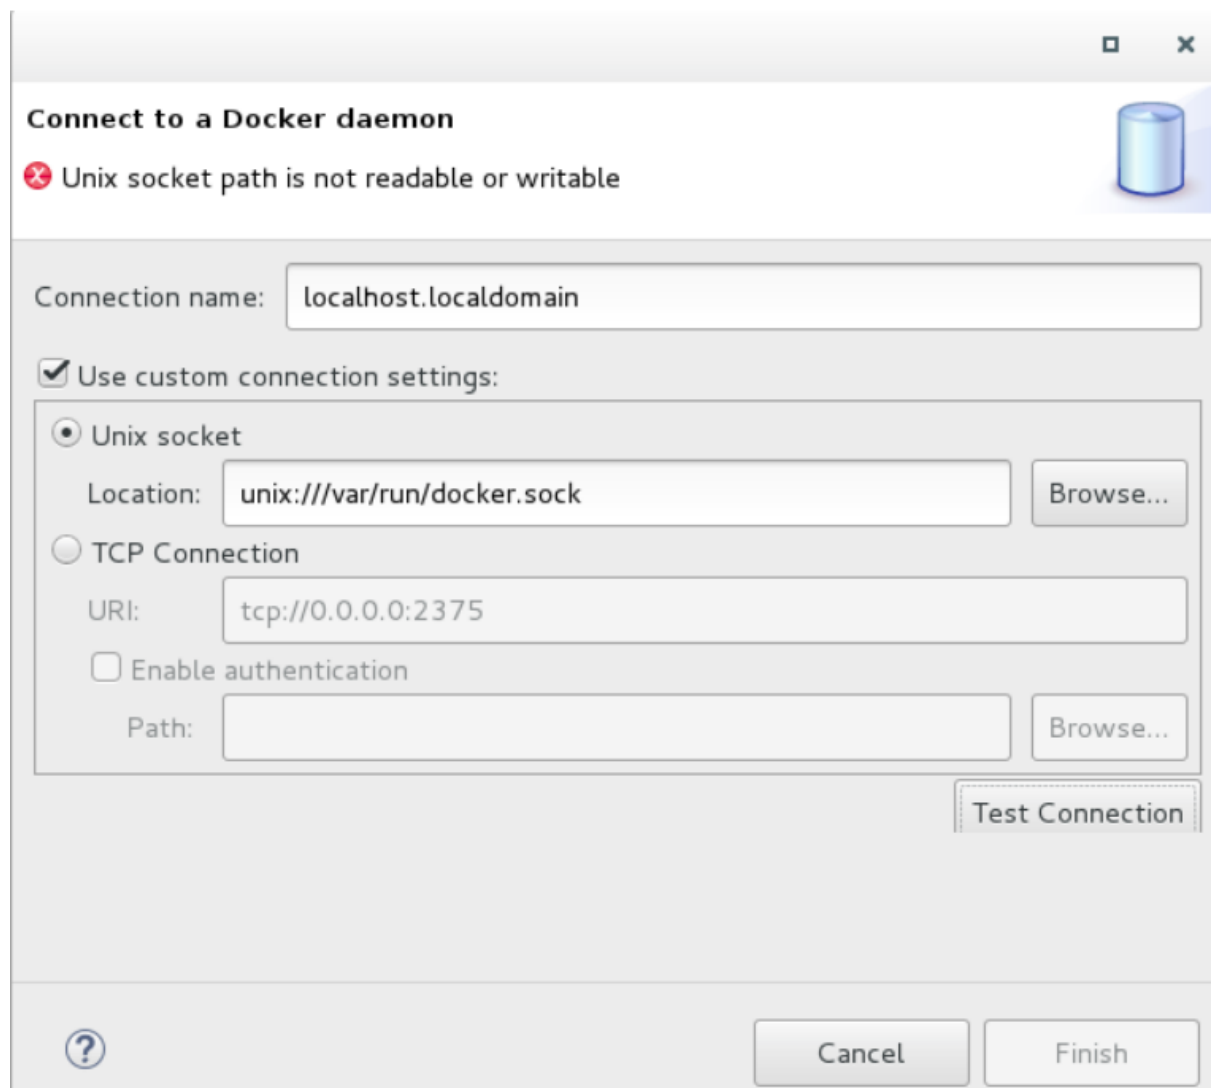 Connect to a Docker daemon
Unix socket path is not readable or writable
Connection name: localhost.localdomain
Use custom connection settings:
Unix socket
Location: unix:///var/run/docker.sock Browse...
TCP Connection
URI: tcp://0.0.0.0:2375
Enable authentication
Path: Browse...
Test Connection
? Cancel Finish